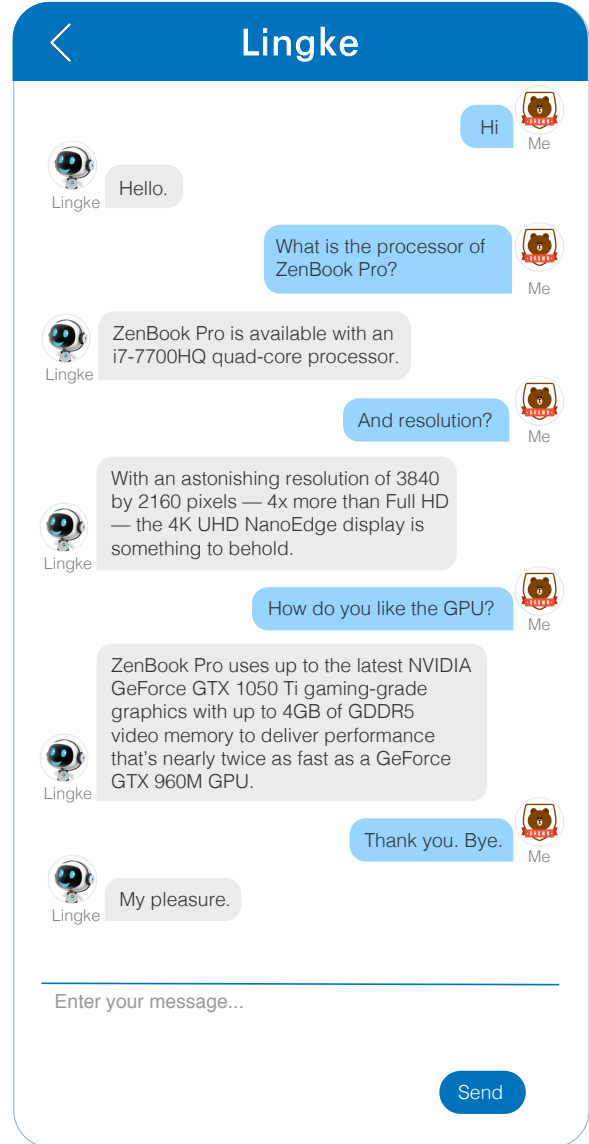 Lingke
Hi
Me
Hello.
Lingke
What is the processor of
ZenBook Pro?
Me
ZenBook Pro is available with an
i7-7700HQ quad-core processor.
Lingke
And resolution?
Me
With an astonishing resolution of 3840
by 2160 pixels — 4x more than Full HD
— the 4K UHD NanoEdge display is
something to behold.
Lingke
How do you like the GPU?
Me
ZenBook Pro uses up to the latest NVIDIA
GeForce GTX 1050 Ti gaming-grade
graphics with up to 4GB of GDDR5
video memory to deliver performance
that's nearly twice as fast as a GeForce
GTX 960M GPU.
Lingke
Thank you. Bye.
Me
My pleasure.
Lingke
Enter your message...
Send